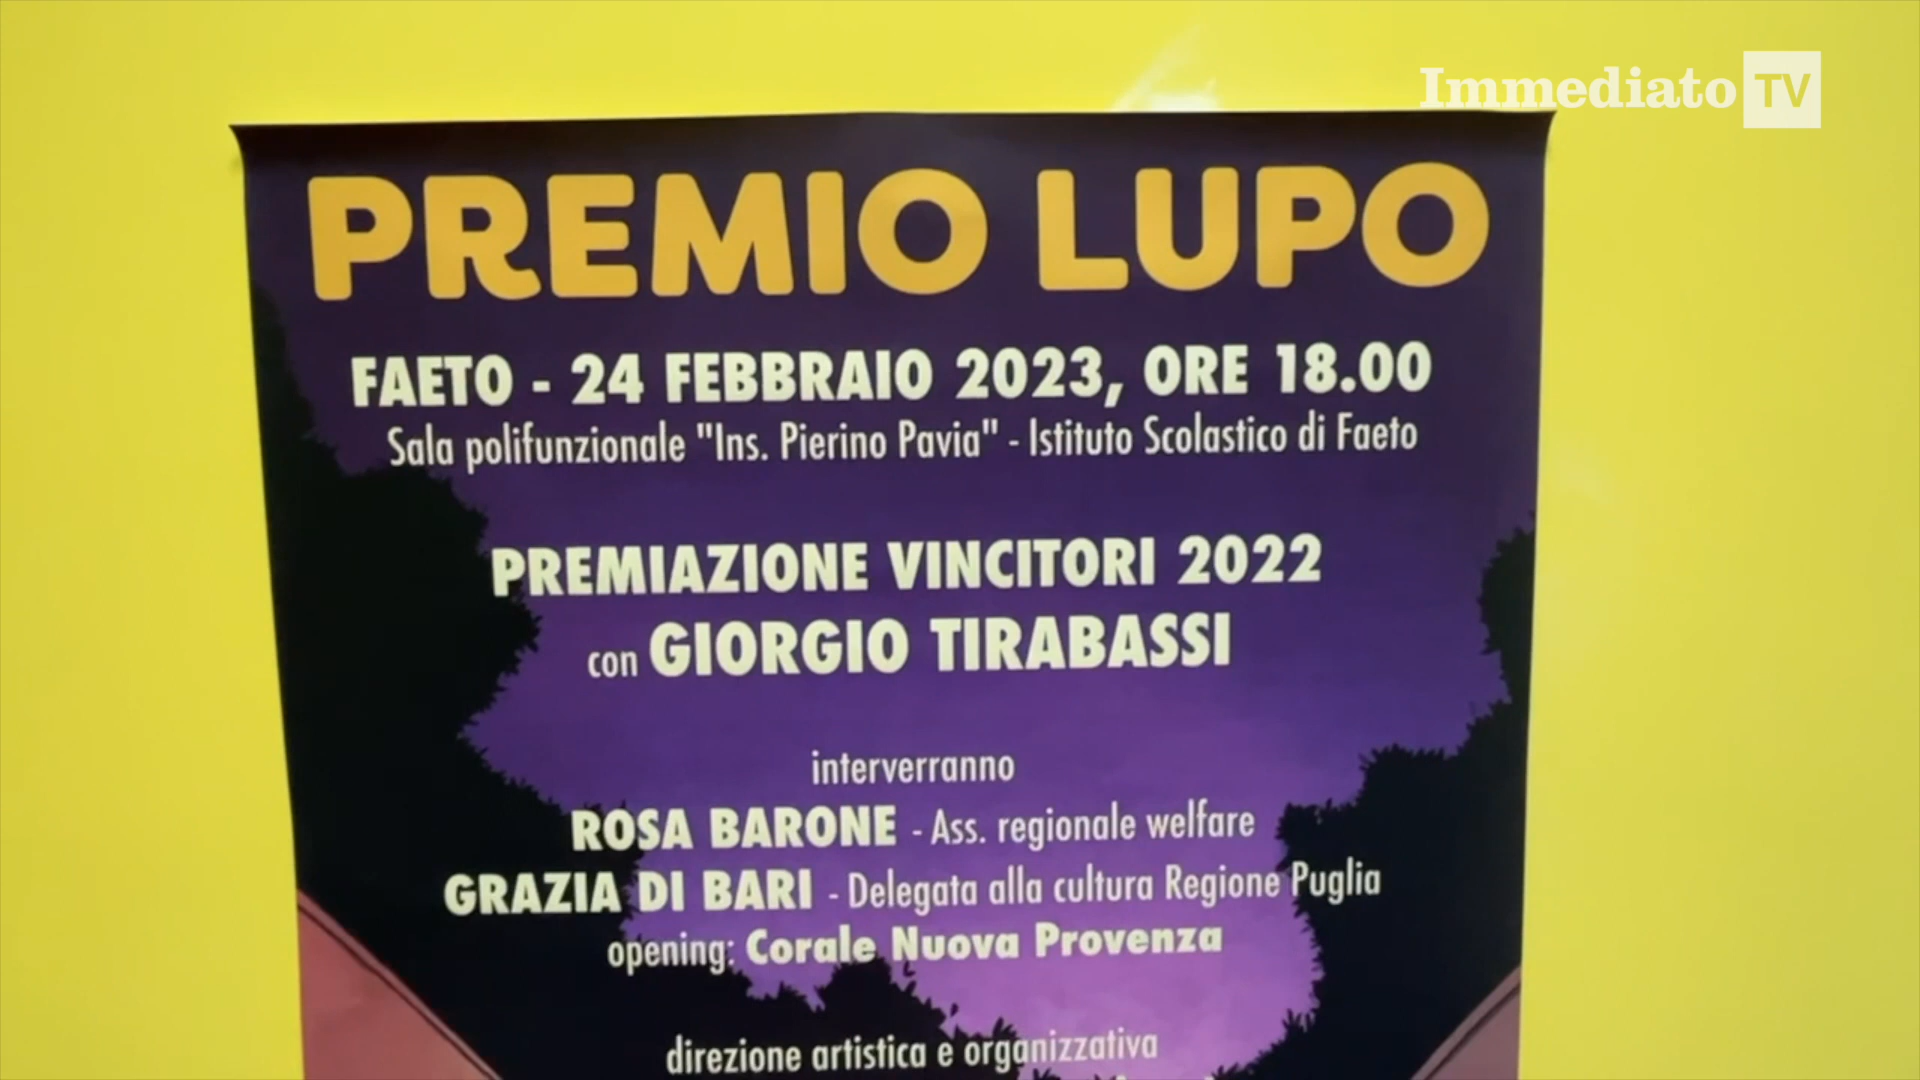 Immediato TV
PREMIO LUPO
FAETO - 24 FEBBRAIO 2023, ORE 18.00
Sala polifunzionale "Ins. Pierino Pavia" - Istituto Scolastico di Faeto
PREMIAZIONE VINCITORI 2022
con GIORGIO TIRABASSI
interverranno
ROSA BARONE - Ass. regionale welfare
GRAZIA DI BARI - Delegata alla cultura Regione Puglia
opening: Corale Nuova Provenza
direzione artistica e organizzativa